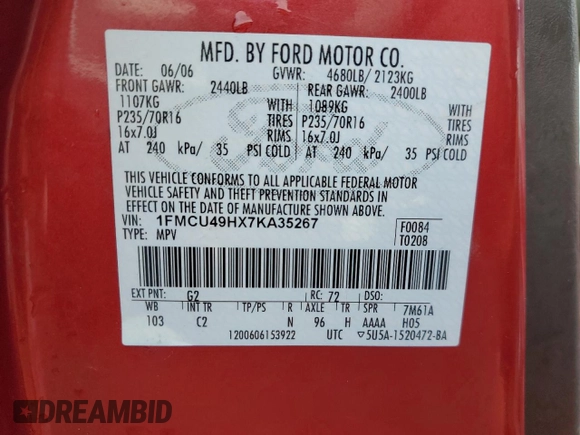 MFD. BY FORD MOTOR CO.
DATE: 06/06 GVWR: 4680LB/ 2123KG
FRONT GAWR: 2440LB REAR GAWR: 2400LB
1107KG WITH 1089KG WITH
P235/70R16 TIRES P235/70R16 TIRES
16x7.0J RIMS 16x7.0J RIMS
AT 240 kPa/ 35 PSI COLD AT 240 kPa/ 35 PSI COLD
THIS VEHICLE CONFORMS TO ALL APPLICABLE FEDERAL MOTOR
VEHICLE SAFETY AND THEFT PREVENTION STANDARDS IN
EFFECT ON THE DATE OF MANUFACTURE SHOWN ABOVE.
VIN: 1FMCU49HX7KA35267 F0084
TYPE: MPV T0208
EXT PNT: G2 RC: 72 DSO:
WB INT TR TP/PS R AXLE TR SPR 7M61A
103 C2 N 96 H AAAA H05
1200606153922 UTC ▽5U5A-1520472-BA
Ford
DREAMBID